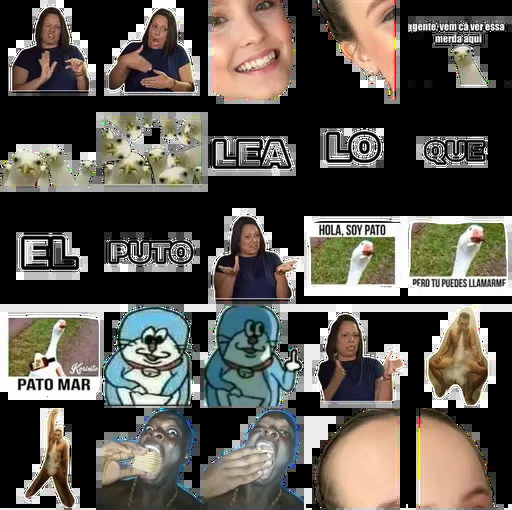 agente, vem cá ver essa
merda aqui
LEA LO QUE
EL PUTO
HOLA, SOY PATO
PERO TU PUEDES LLAMARME
Karinito
PATO MAR